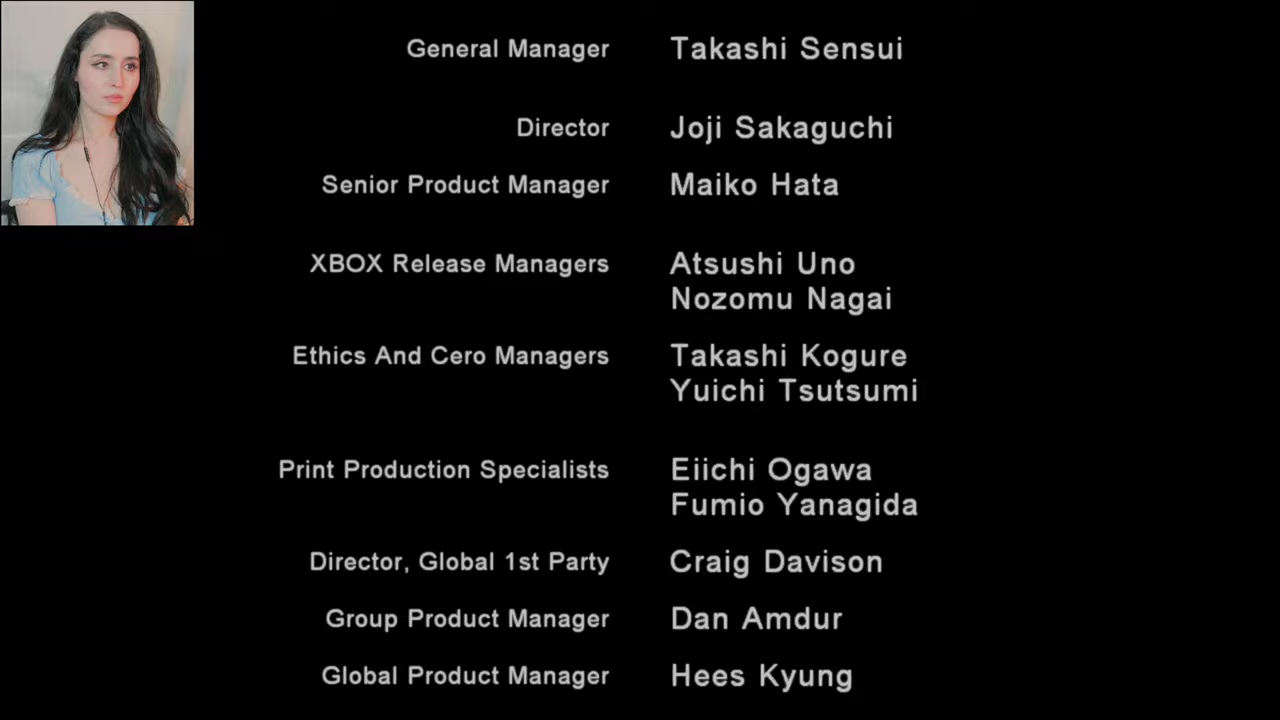 General Manager Takashi Sensui
Director Joji Sakaguchi
Senior Product Manager Maiko Hata
XBOX Release Managers Atsushi Uno
Nozomu Nagai
Ethics And Cero Managers Takashi Kogure
Yuichi Tsutsumi
Print Production Specialists Eiichi Ogawa
Fumio Yanagida
Director, Global 1st Party Craig Davison
Group Product Manager Dan Amdur
Global Product Manager Hees Kyung